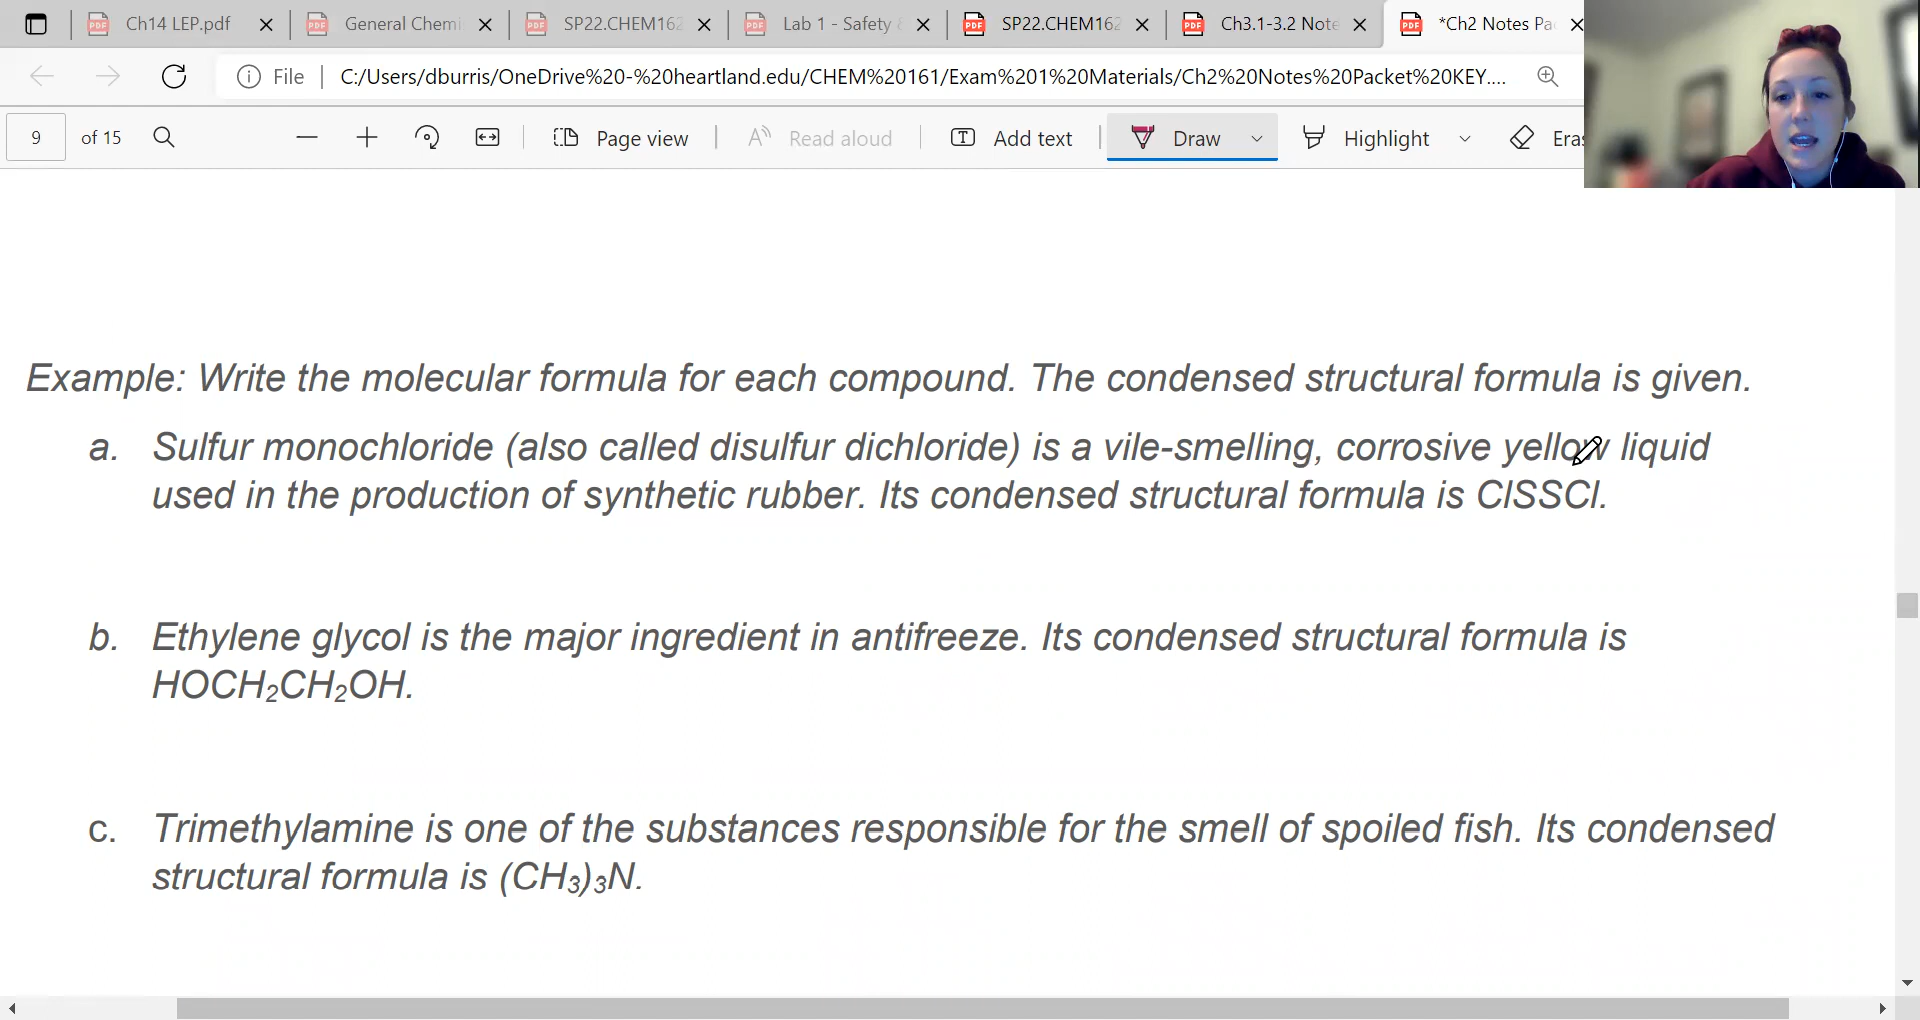 Ch14 LEP.pdf
General Chemi
SP22.CHEM162
Lab 1 - Safety &
SP22.CHEM162
Ch3.1-3.2 Note
*Ch2 Notes Pa
File
C:/Users/dburris/OneDrive%20-%20heartland.edu/CHEM%20161/Exam%201%20Materials/Ch2%20Notes%20Packet%20KEY....
9 of 15
Page view
Read aloud
Add text
Draw
Highlight
Eras
Example: Write the molecular formula for each compound. The condensed structural formula is given.
a. Sulfur monochloride (also called disulfur dichloride) is a vile-smelling, corrosive yellow liquid
used in the production of synthetic rubber. Its condensed structural formula is ClSSCl.
b. Ethylene glycol is the major ingredient in antifreeze. Its condensed structural formula is
HOCH₂CH₂OH.
c. Trimethylamine is one of the substances responsible for the smell of spoiled fish. Its condensed
structural formula is (CH₃)₃N.